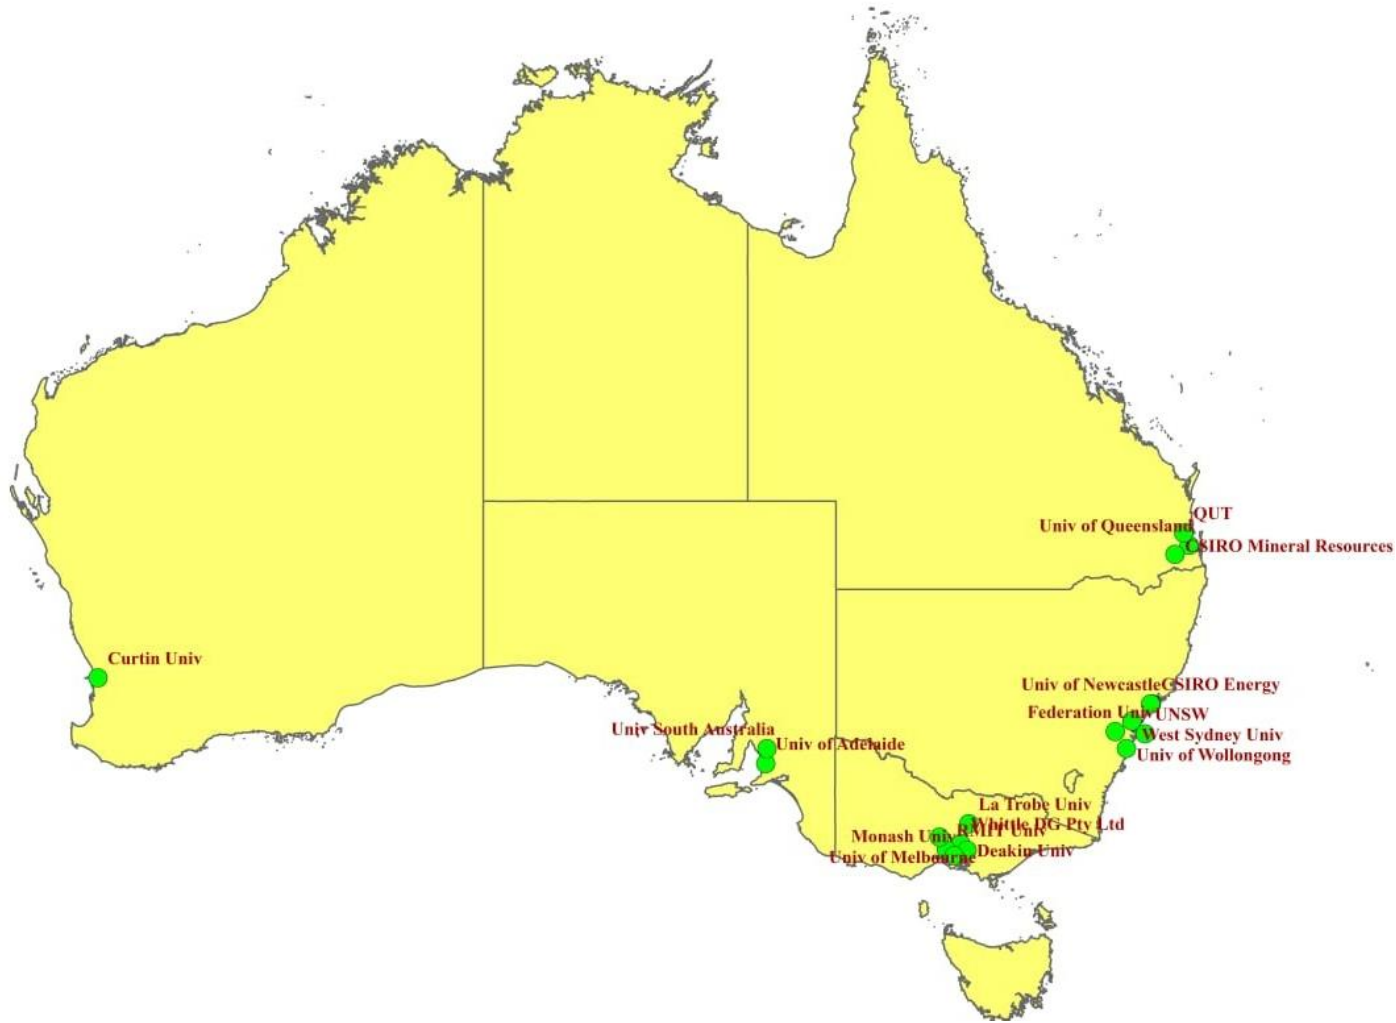 QUT
Univ of Queensland
CSIRO Mineral Resources
Curtin Univ
Univ of Newcastle
CSIRO Energy
Federation Univ
UNSW
Univ South Australia
West Sydney Univ
Univ of Adelaide
Univ of Wollongong
La Trobe Univ
Whittle DG Pty Ltd
Monash Univ
RMIT Univ
Deakin Univ
Univ of Melbourne